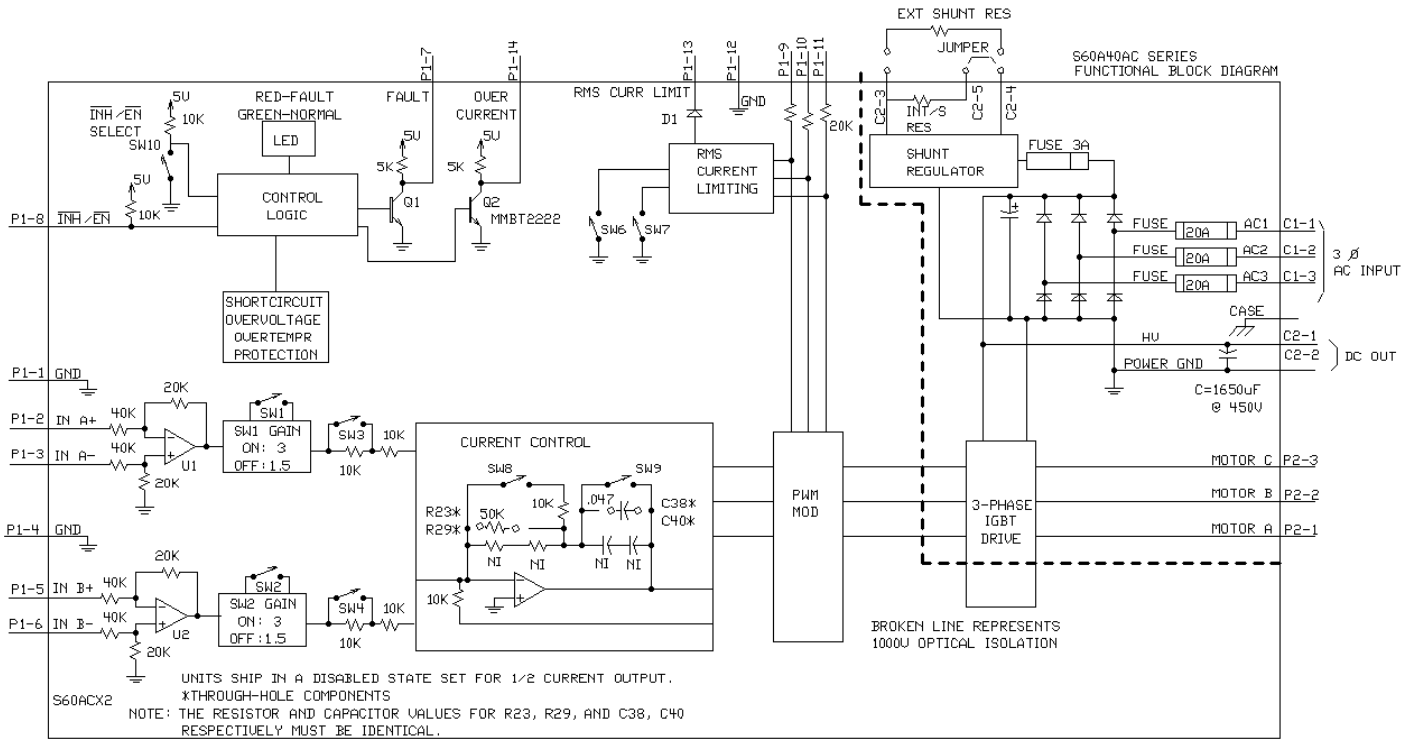 EXT SHUNT RES
JUMPER
S60A40AC SERIES
FUNCTIONAL BLOCK DIAGRAM
P1-7
P1-14
P1-13
P1-12
P1-9
P1-10
P1-11
C2-3
C2-5
C2-4
INT/S
RES
INH/EN
SELECT
5V
10K
SW10
RED-FAULT
GREEN-NORMAL
LED
FAULT
OVER
CURRENT
RMS CURR LIMIT
GND
D1
20K
5V
5K
5V
5K
5V
10K
P1-8
INH/EN
CONTROL
LOGIC
Q1
Q2
MMBT2222
RMS
CURRENT
LIMITING
SW6
SW7
SHUNT
REGULATOR
FUSE 3A
+
FUSE 20A AC1 C1-1
FUSE 20A AC2 C1-2
FUSE 20A AC3 C1-3
3 Ø
AC INPUT
SHORTCIRCUIT
OVERVOLTAGE
OVERTEMPR
PROTECTION
CASE
HV
C2-1
C2-2
DC OUT
POWER GND
C=1650uF
@ 450V
P1-1 GND
20K
P1-2 IN A+ 40K
P1-3 IN A- 40K
-
+
U1
20K
SW1
SW1 GAIN
ON: 3
OFF:1.5
SW3
10K
10K
CURRENT CONTROL
SW8
SW9
10K
.047
R23*
R29*
50K
C38*
C40*
NI
NI
NI
NI
-
+
10K
PWM
MOD
3-PHASE
IGBT
DRIVE
MOTOR C P2-3
MOTOR B P2-2
MOTOR A P2-1
P1-4 GND
20K
P1-5 IN B+ 40K
P1-6 IN B- 40K
-
+
U2
20K
SW2
SW2 GAIN
ON: 3
OFF:1.5
SW4
10K
10K
BROKEN LINE REPRESENTS
1000V OPTICAL ISOLATION
UNITS SHIP IN A DISABLED STATE SET FOR 1/2 CURRENT OUTPUT.
*THROUGH-HOLE COMPONENTS
S60ACX2
NOTE: THE RESISTOR AND CAPACITOR VALUES FOR R23, R29, AND C38, C40
RESPECTIVELY MUST BE IDENTICAL.